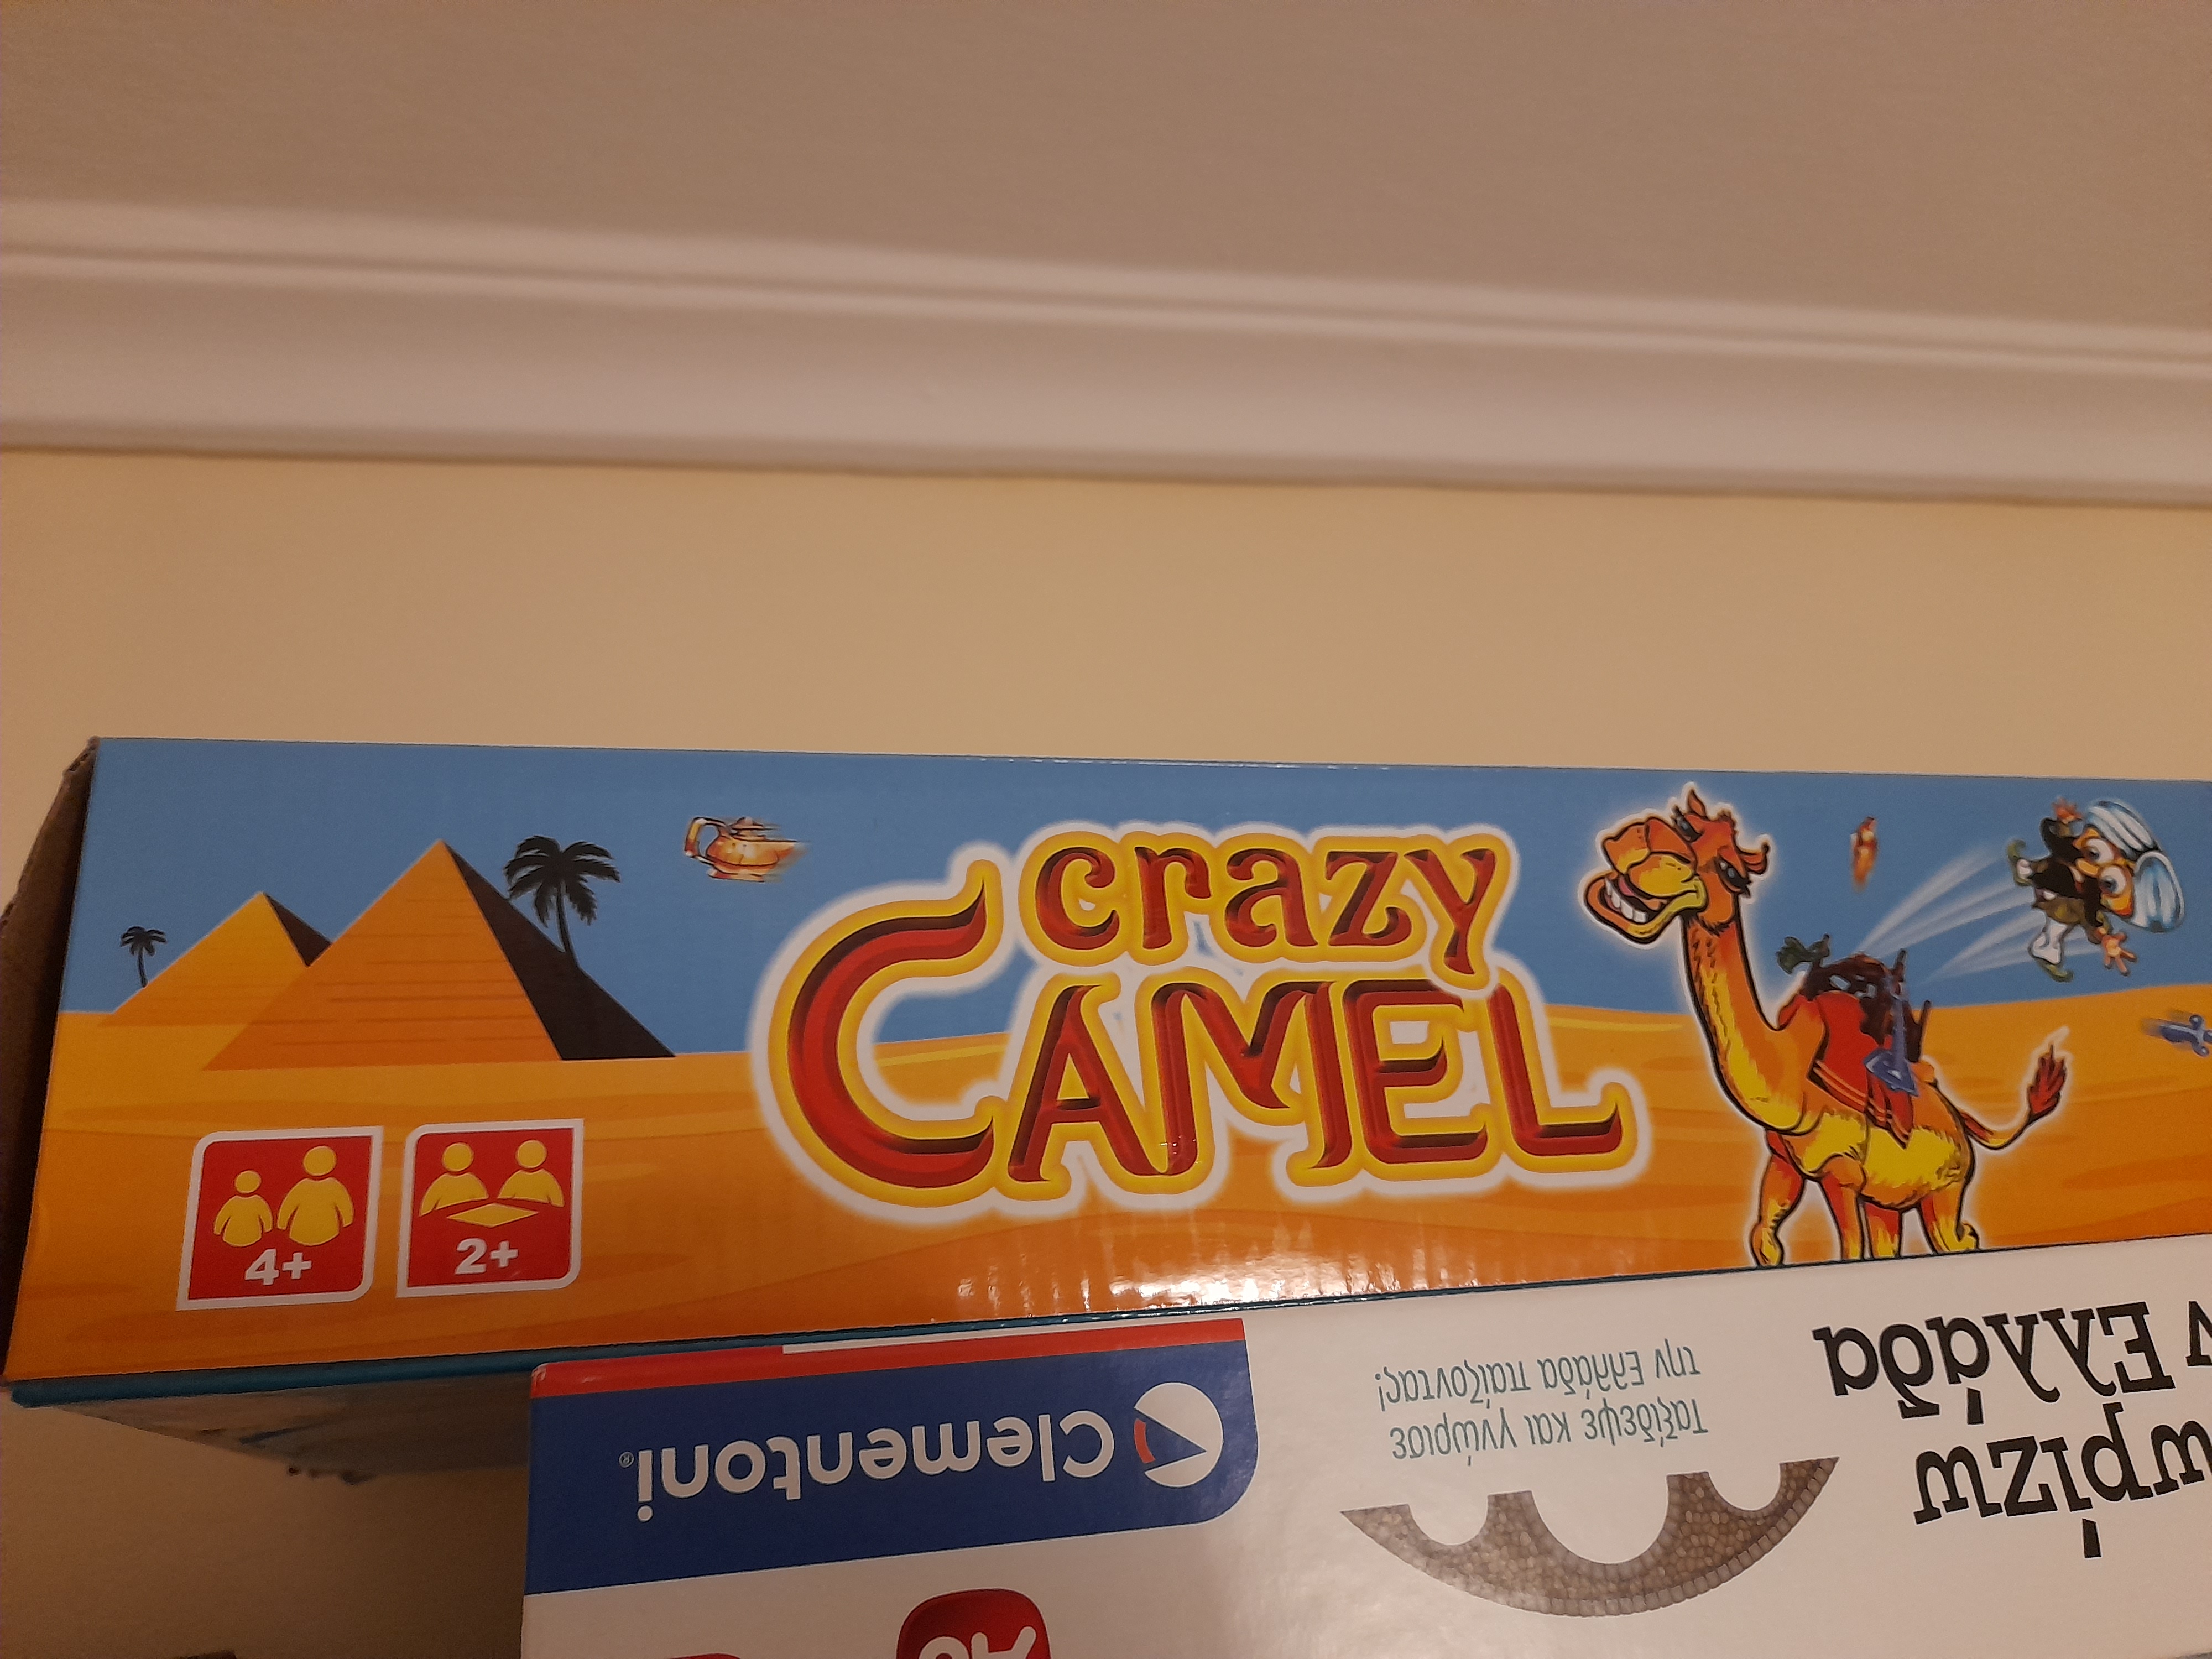 crazy
CAMEL
4+
2+
Clementoni®
Ταξίδεψε και γνώρισε
την Ελλάδα παίζοντας!
Ελλάδα